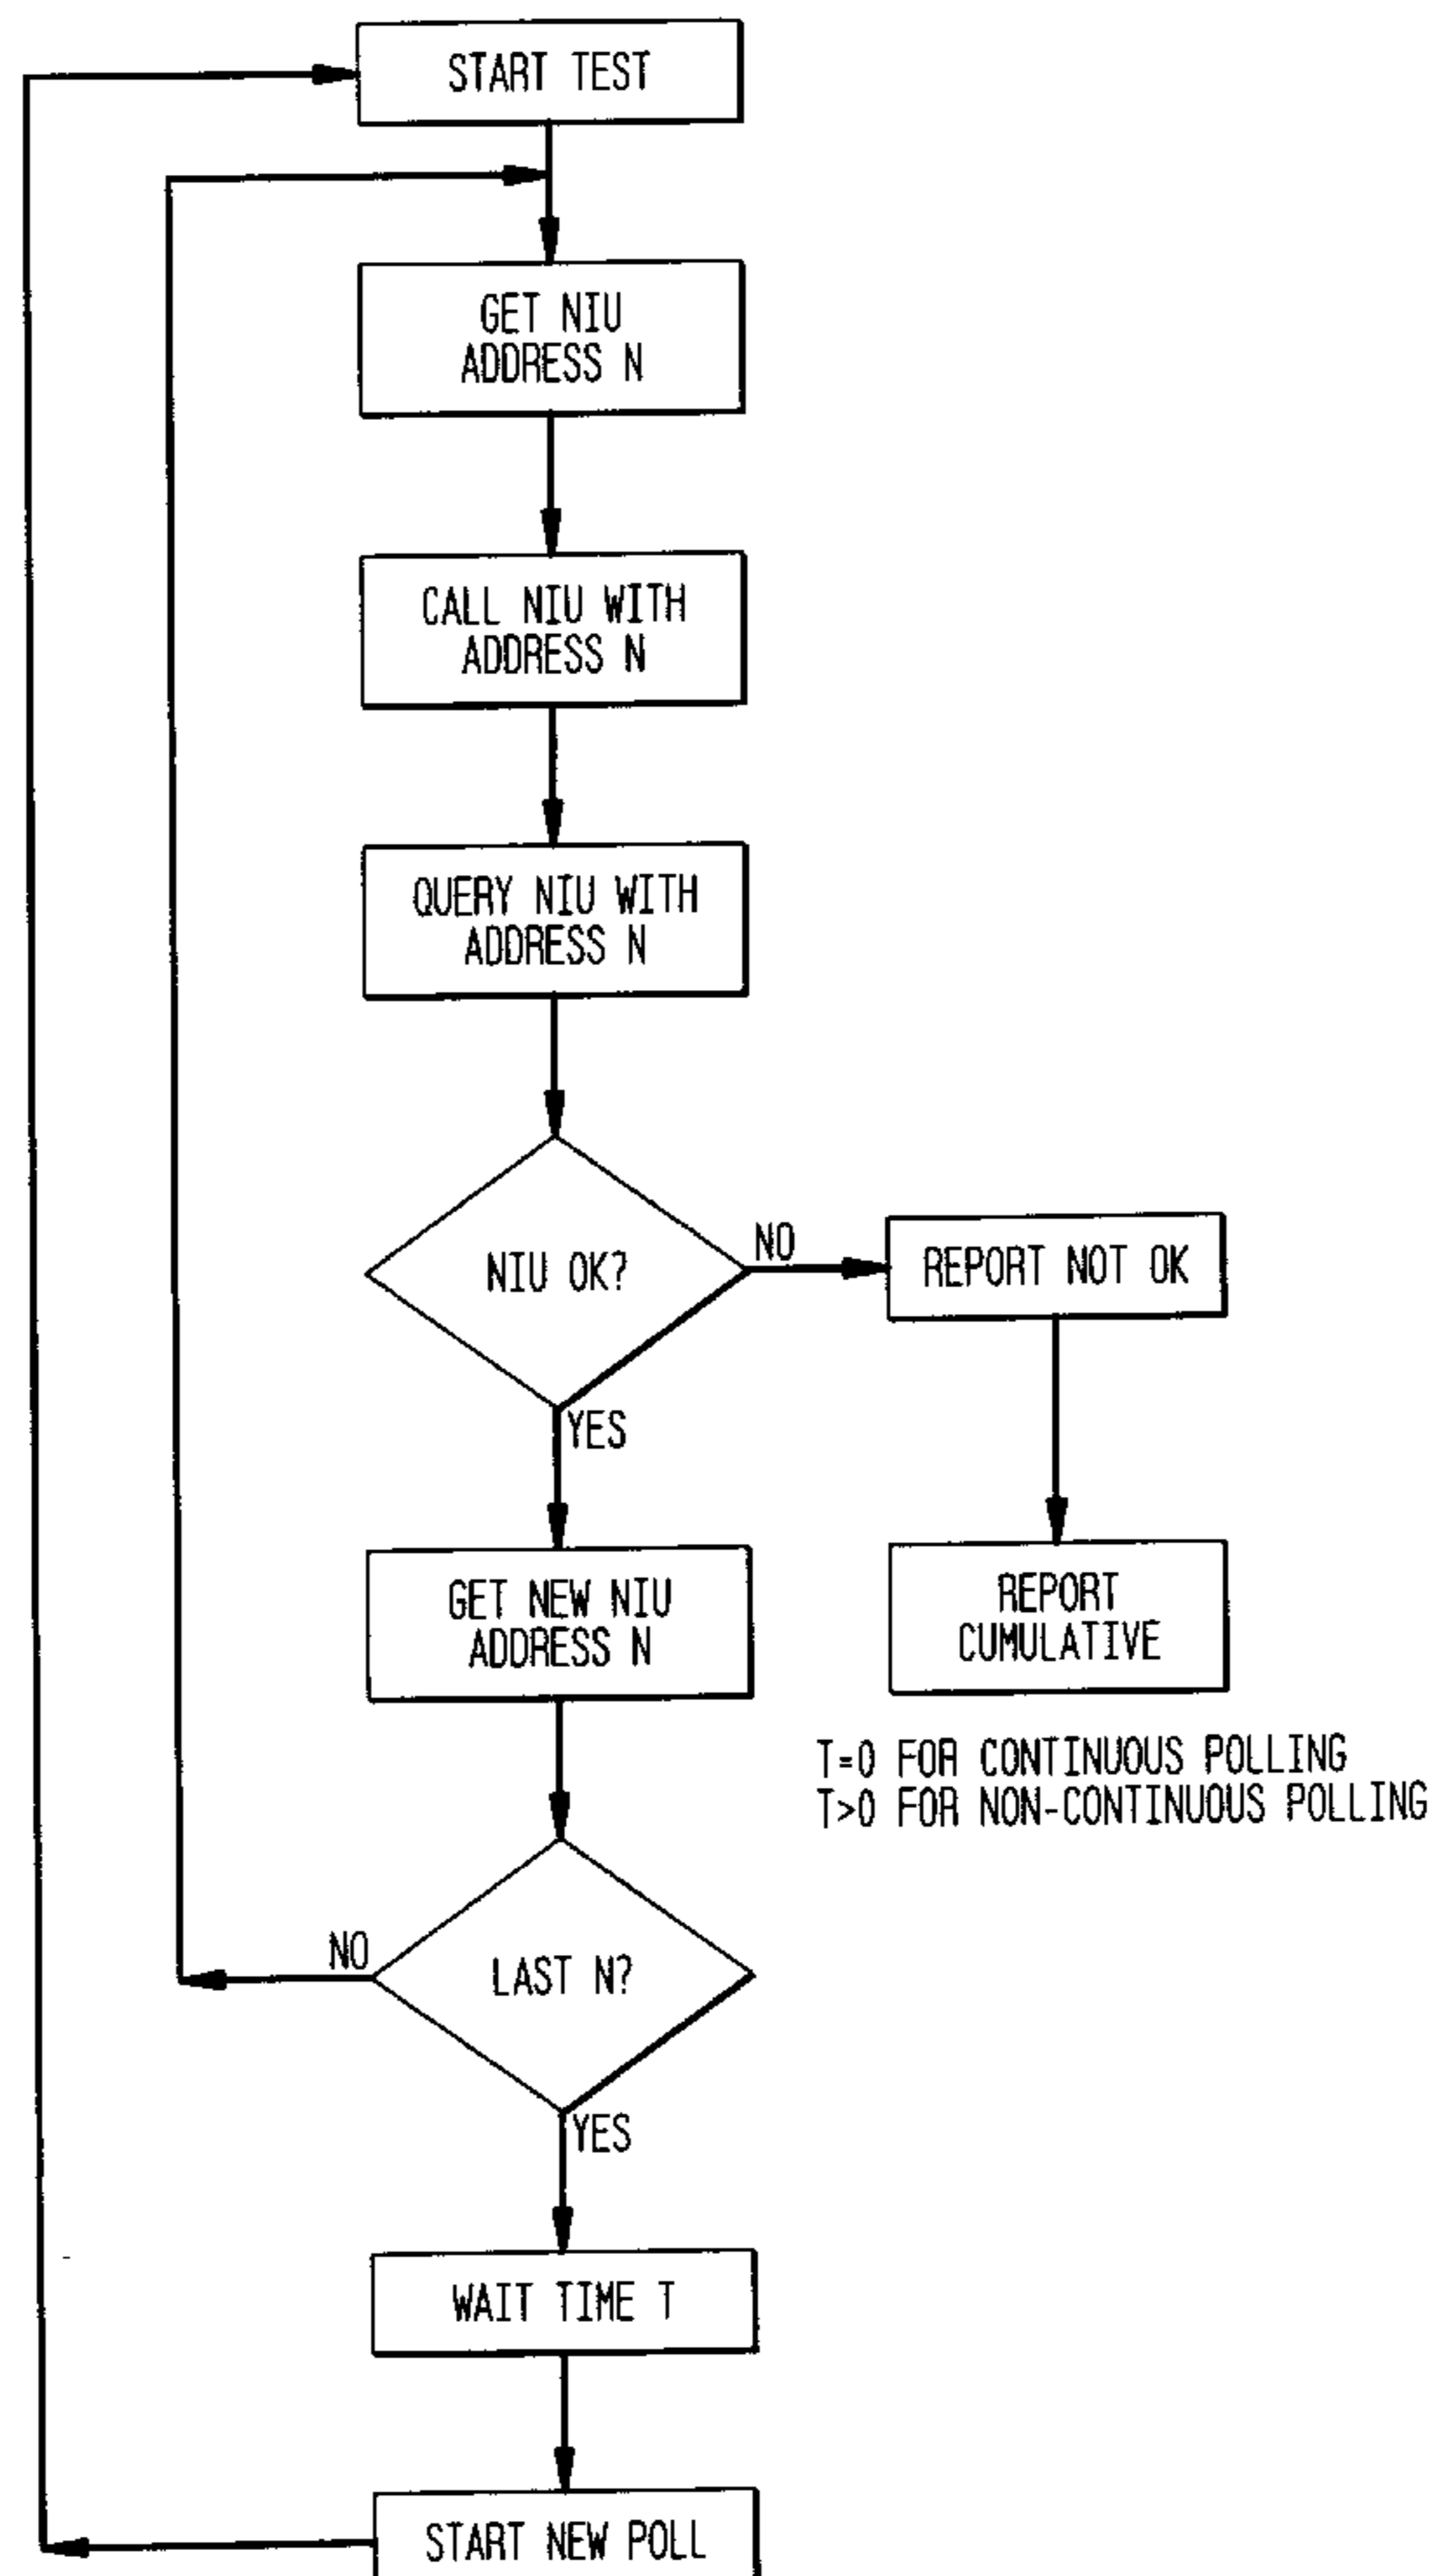 START TEST
GET NIU
ADDRESS N
CALL NIU WITH
ADDRESS N
QUERY NIU WITH
ADDRESS N
NIU OK?
NO
REPORT NOT OK
YES
GET NEW NIU
ADDRESS N
REPORT
CUMULATIVE
T=0 FOR CONTINUOUS POLLING
T>0 FOR NON-CONTINUOUS POLLING
NO
LAST N?
YES
WAIT TIME T
START NEW POLL